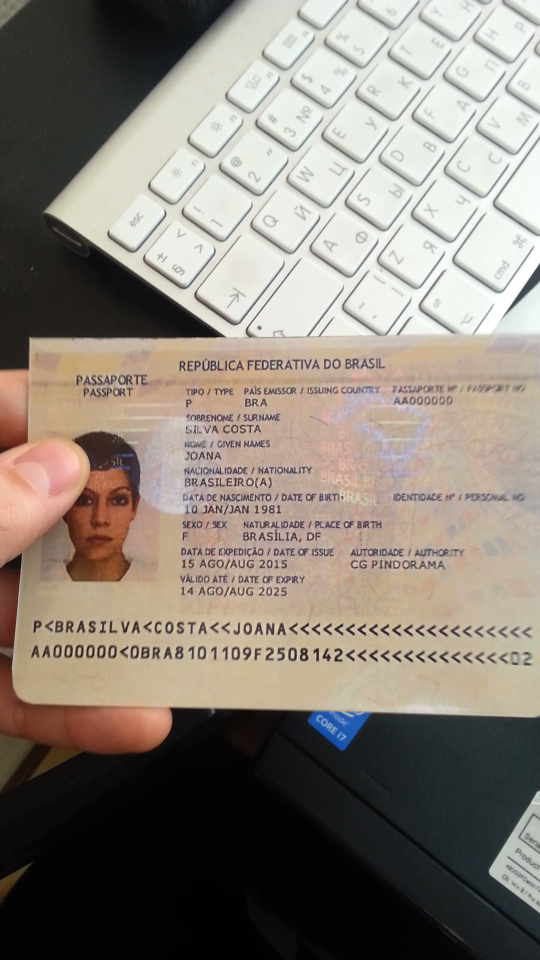 esc
REPÚBLICA FEDERATIVA DO BRASIL
PASSAPORTE
PASSPORT
TIPO / TYPE PAÍS EMISSOR / ISSUING COUNTRY PASSAPORTE Nº / PASSPORT NO
P BRA AA000000
SOBRENOME / SURNAME
SILVA COSTA
NOME / GIVEN NAMES
JOANA
NACIONALIDADE / NATIONALITY
BRASILEIRO(A)
DATA DE NASCIMENTO / DATE OF BIRTH IDENTIDADE Nº / PERSONAL NO
10 JAN/JAN 1981
SEXO / SEX NATURALIDADE / PLACE OF BIRTH
F BRASÍLIA, DF
DATA DE EXPEDIÇÃO / DATE OF ISSUE AUTORIDADE / AUTHORITY
15 AGO/AUG 2015 CG PINDORAMA
VÁLIDO ATÉ / DATE OF EXPIRY
14 AGO/AUG 2025
P<BRASILVA<COSTA<<JOANA<<<<<<<<<<<<<<<<<<<<<
AA000000<0BRA8101109F2508142<<<<<<<<<<<<<<02
CORE i7